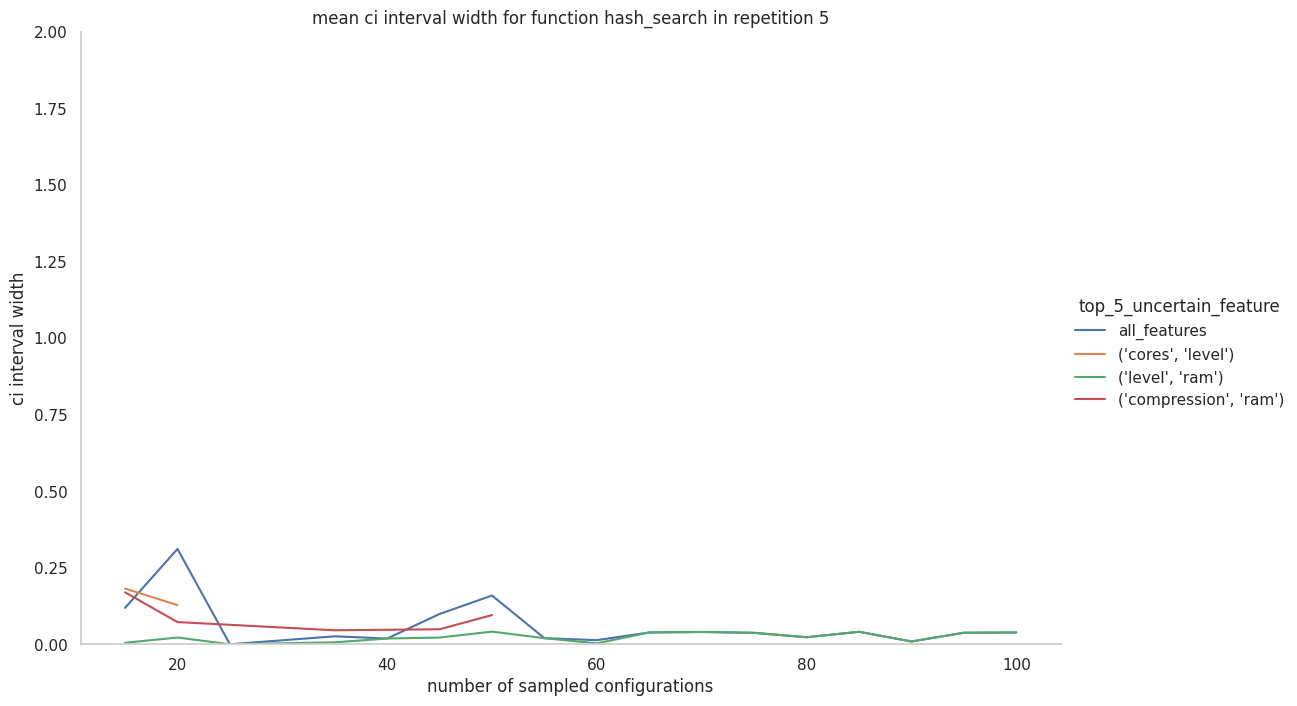 mean ci interval width for function hash_search in repetition 5
2.00
1.75
1.50
1.25
1.00
0.75
0.50
0.25
0.00
ci interval width
20
40
60
80
100
number of sampled configurations
top_5_uncertain_feature
all_features
('cores', 'level')
('level', 'ram')
('compression', 'ram')